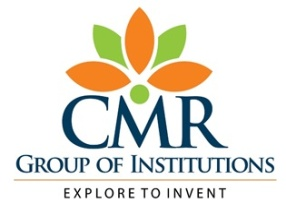 CMR
GROUP OF INSTITUTIONS
EXPLORE TO INVENT